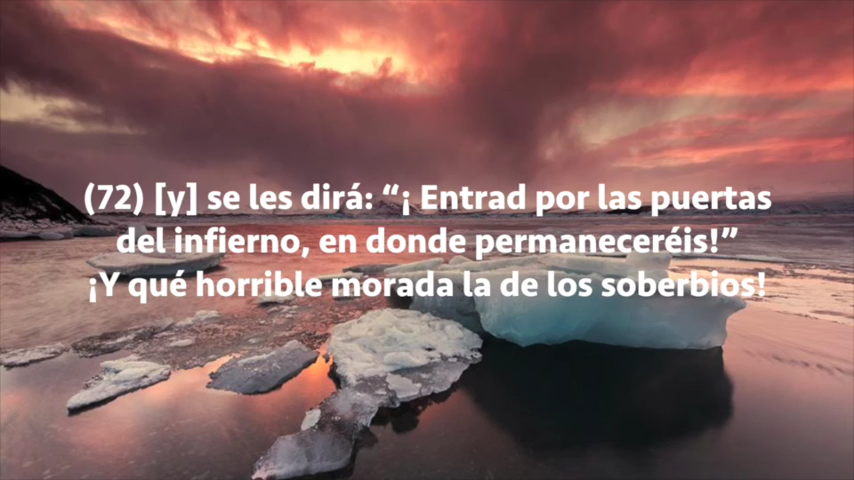 (72) [y] se les dirá: “¡ Entrad por las puertas
del infierno, en donde permaneceréis!”
¡Y qué horrible morada la de los soberbios!